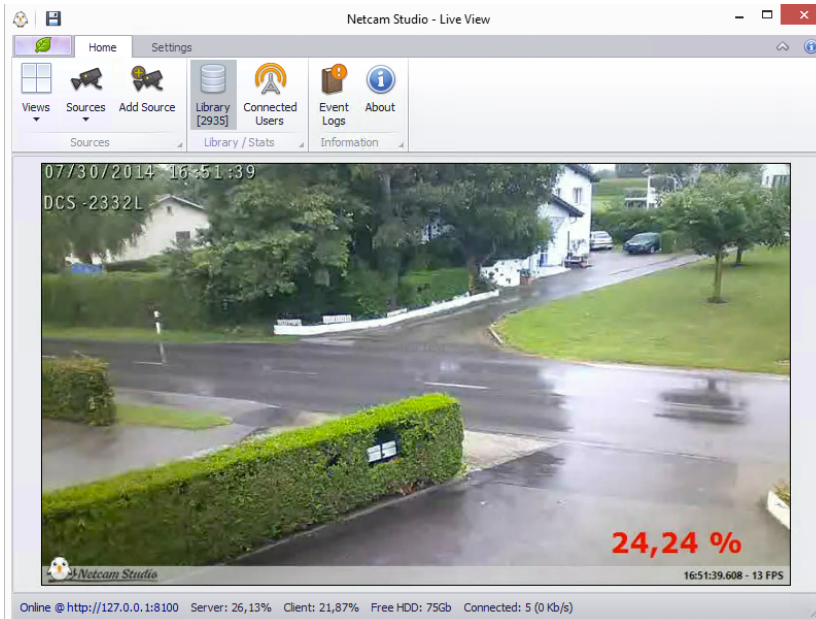 Netcam Studio - Live View
Home Settings
Views Sources Add Source Library [2935] Connected Users Event Logs About
Sources Library / Stats Information
07/30/2014 16:51:39
DCS-2332L
24,24 %
Netcam Studio
16:51:39.608 - 13 FPS
Online @ http://127.0.0.1:8100 Server: 26,13% Client: 21,87% Free HDD: 75Gb Connected: 5 (0 Kb/s)